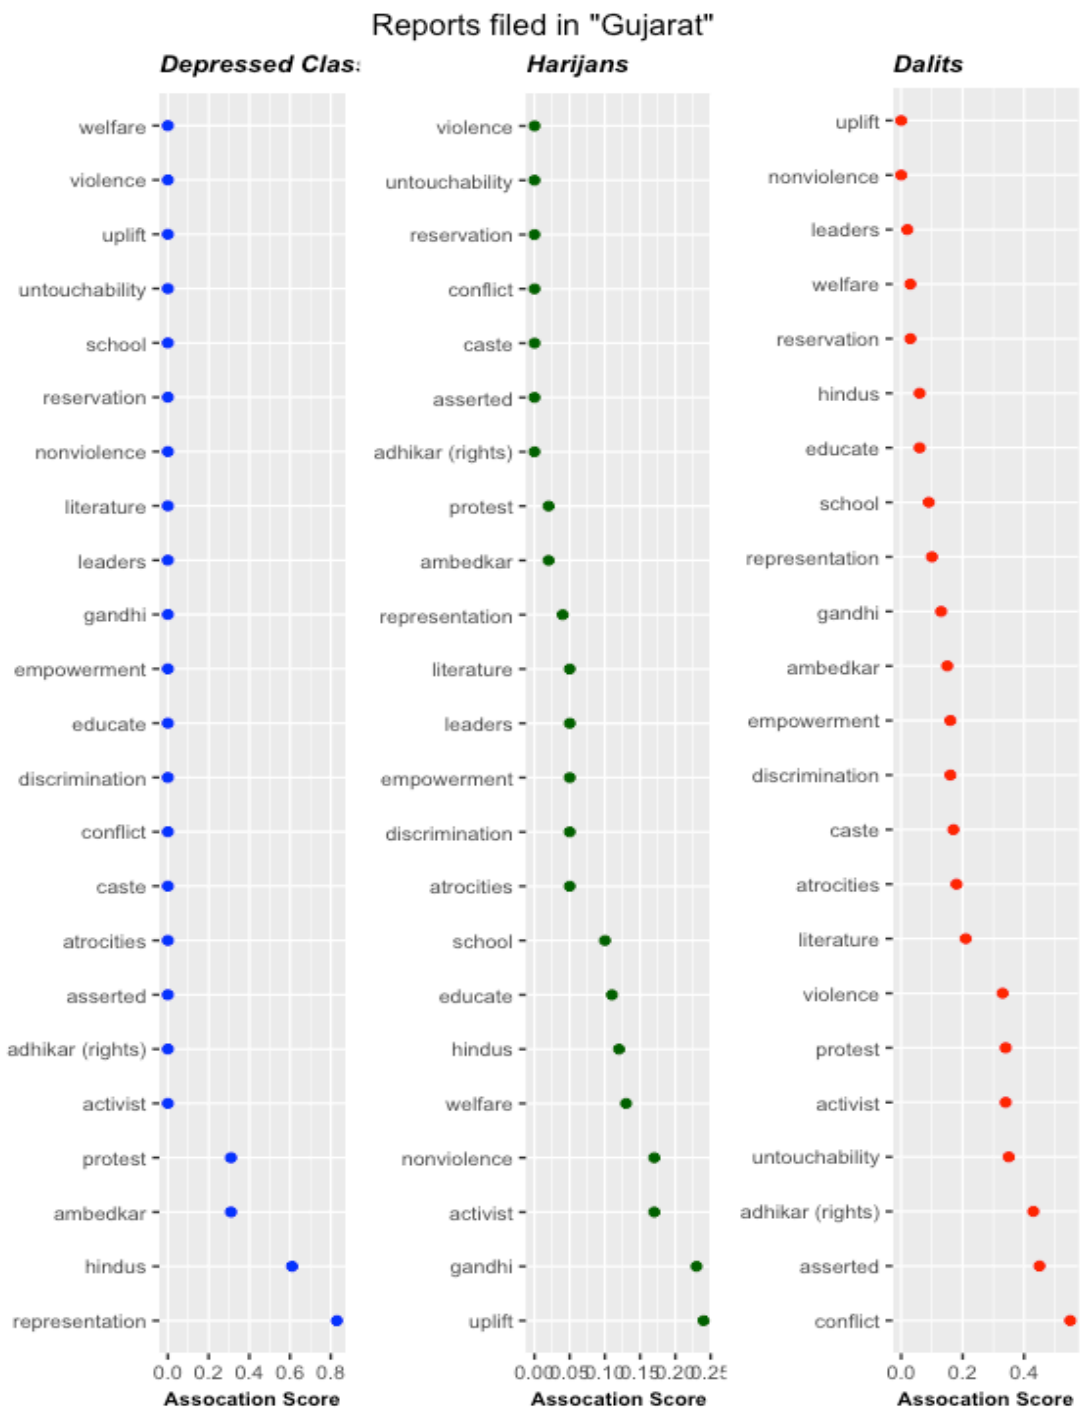 Reports filed in "Gujarat"
Depressed Clas
welfare
violence
uplift
untouchability
school
reservation
nonviolence
literature
leaders
gandhi
empowerment
educate
discrimination
conflict
caste
atrocities
asserted
adhikar (rights)
activist
protest
ambedkar
hindus
representation
0.0 0.2 0.4 0.6 0.8
Assocation Score
Harijans
violence
untouchability
reservation
conflict
caste
asserted
adhikar (rights)
protest
ambedkar
representation
literature
leaders
empowerment
discrimination
atrocities
school
educate
hindus
welfare
nonviolence
activist
gandhi
uplift
0.00 0.05 0.10 0.15 0.20 0.25
Assocation Score
Dalits
uplift
nonviolence
leaders
welfare
reservation
hindus
educate
school
representation
gandhi
ambedkar
empowerment
discrimination
caste
atrocities
literature
violence
protest
activist
untouchability
adhikar (rights)
asserted
conflict
0.0 0.2 0.4
Assocation Score